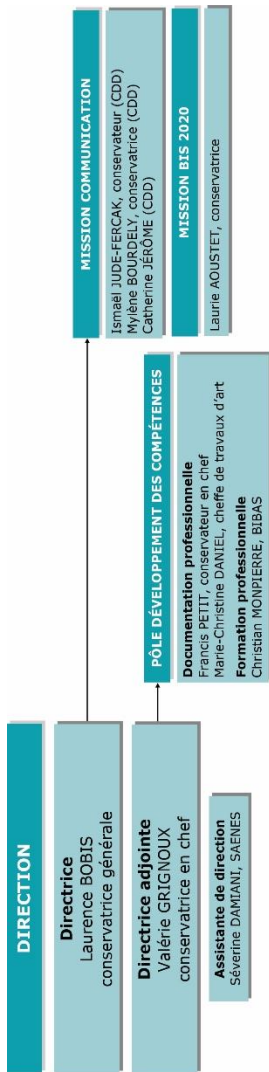 DIRECTION
Directrice
Laurence BOBIS
conservatrice générale
Directrice adjointe
Valérie GRIGNOUX
conservatrice en chef
Assistante de direction
Séverine DAMIANI, SAENES
PÔLE DÉVELOPPEMENT DES COMPÉTENCES
Documentation professionnelle
Francis PETIT, conservateur en chef
Marie-Christine DANIEL, cheffe de travaux d'art
Formation professionnelle
Christian MONPIERRE, BIBAS
MISSION COMMUNICATION
Ismaël JUDE-FERCAK, conservateur (CDD)
Mylène BOURDELY, conservatrice (CDD)
Catherine JÉRÔME (CDD)
MISSION BIS 2020
Laurie AOUSTET, conservatrice